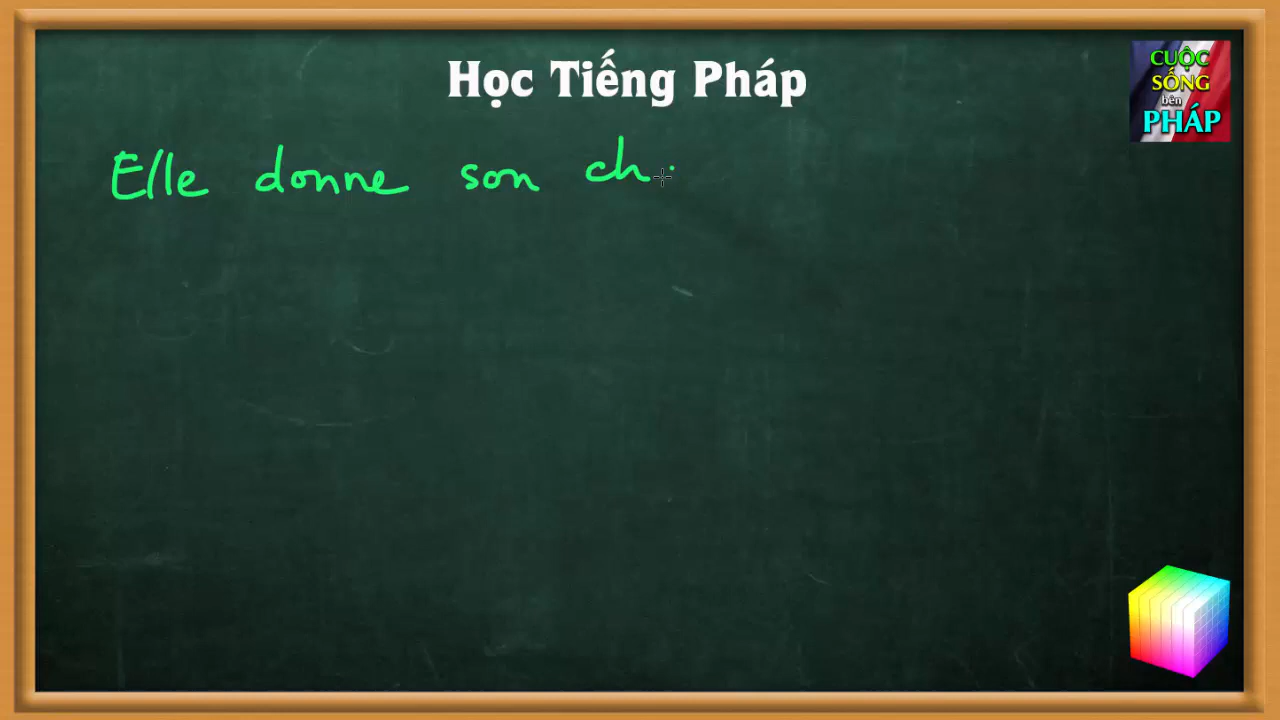 Học Tiếng Pháp
CUỘC
SỐNG
bên
PHÁP
Elle donne son ch